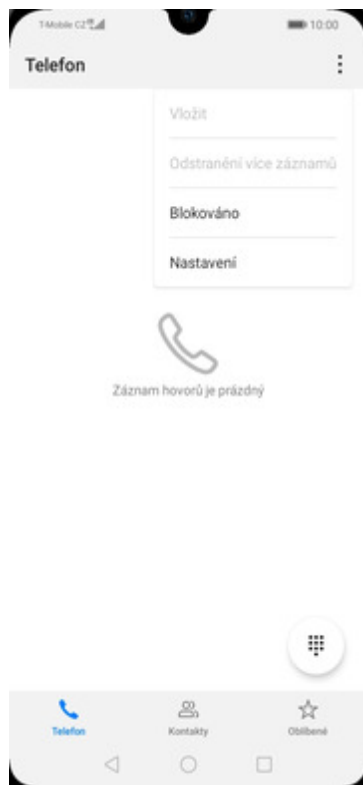 T-Mobile CZ
10:00
Telefon
Vložit
Odstranění více záznamů
Blokováno
Nastavení
Záznam hovorů je prázdný
Telefon
Kontakty
Oblíbené